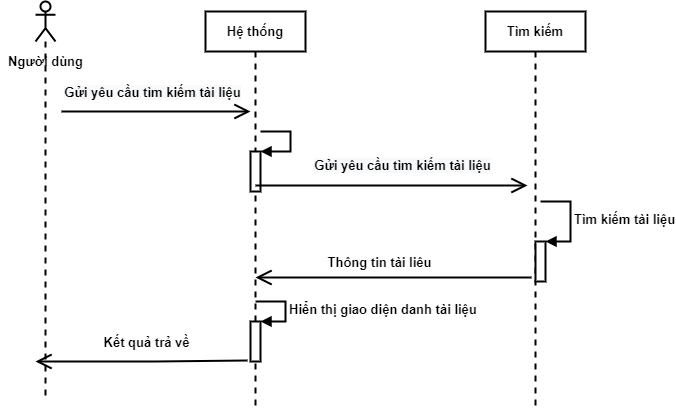 Hệ thống
Tìm kiếm
Người dùng
Gửi yêu cầu tìm kiếm tài liệu
Gửi yêu cầu tìm kiếm tài liệu
Tìm kiếm tài liệu
Thông tin tài liêu
Hiển thị giao diện danh tài liệu
Kết quả trả về